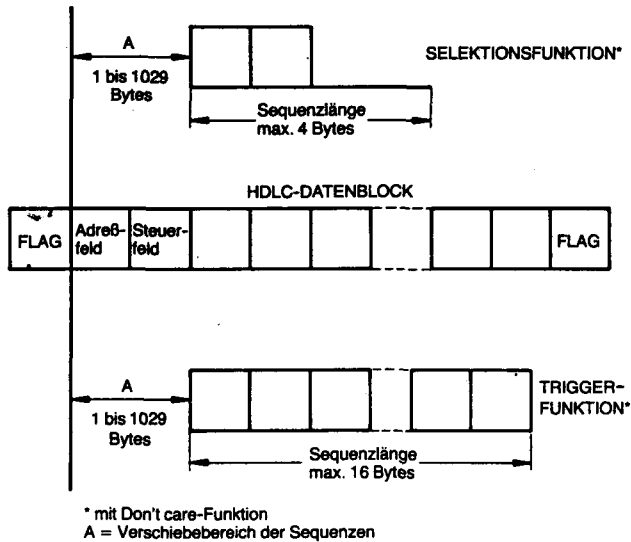 A
1 bis 1029
Bytes
SELEKTIONSFUNKTION*
Sequenzlänge
max. 4 Bytes
HDLC-DATENBLOCK
FLAG
Adreß-
feld
Steuer-
feld
FLAG
A
1 bis 1029
Bytes
TRIGGER-
FUNKTION*
Sequenzlänge
max. 16 Bytes
* mit Don't care-Funktion
A = Verschiebebereich der Sequenzen